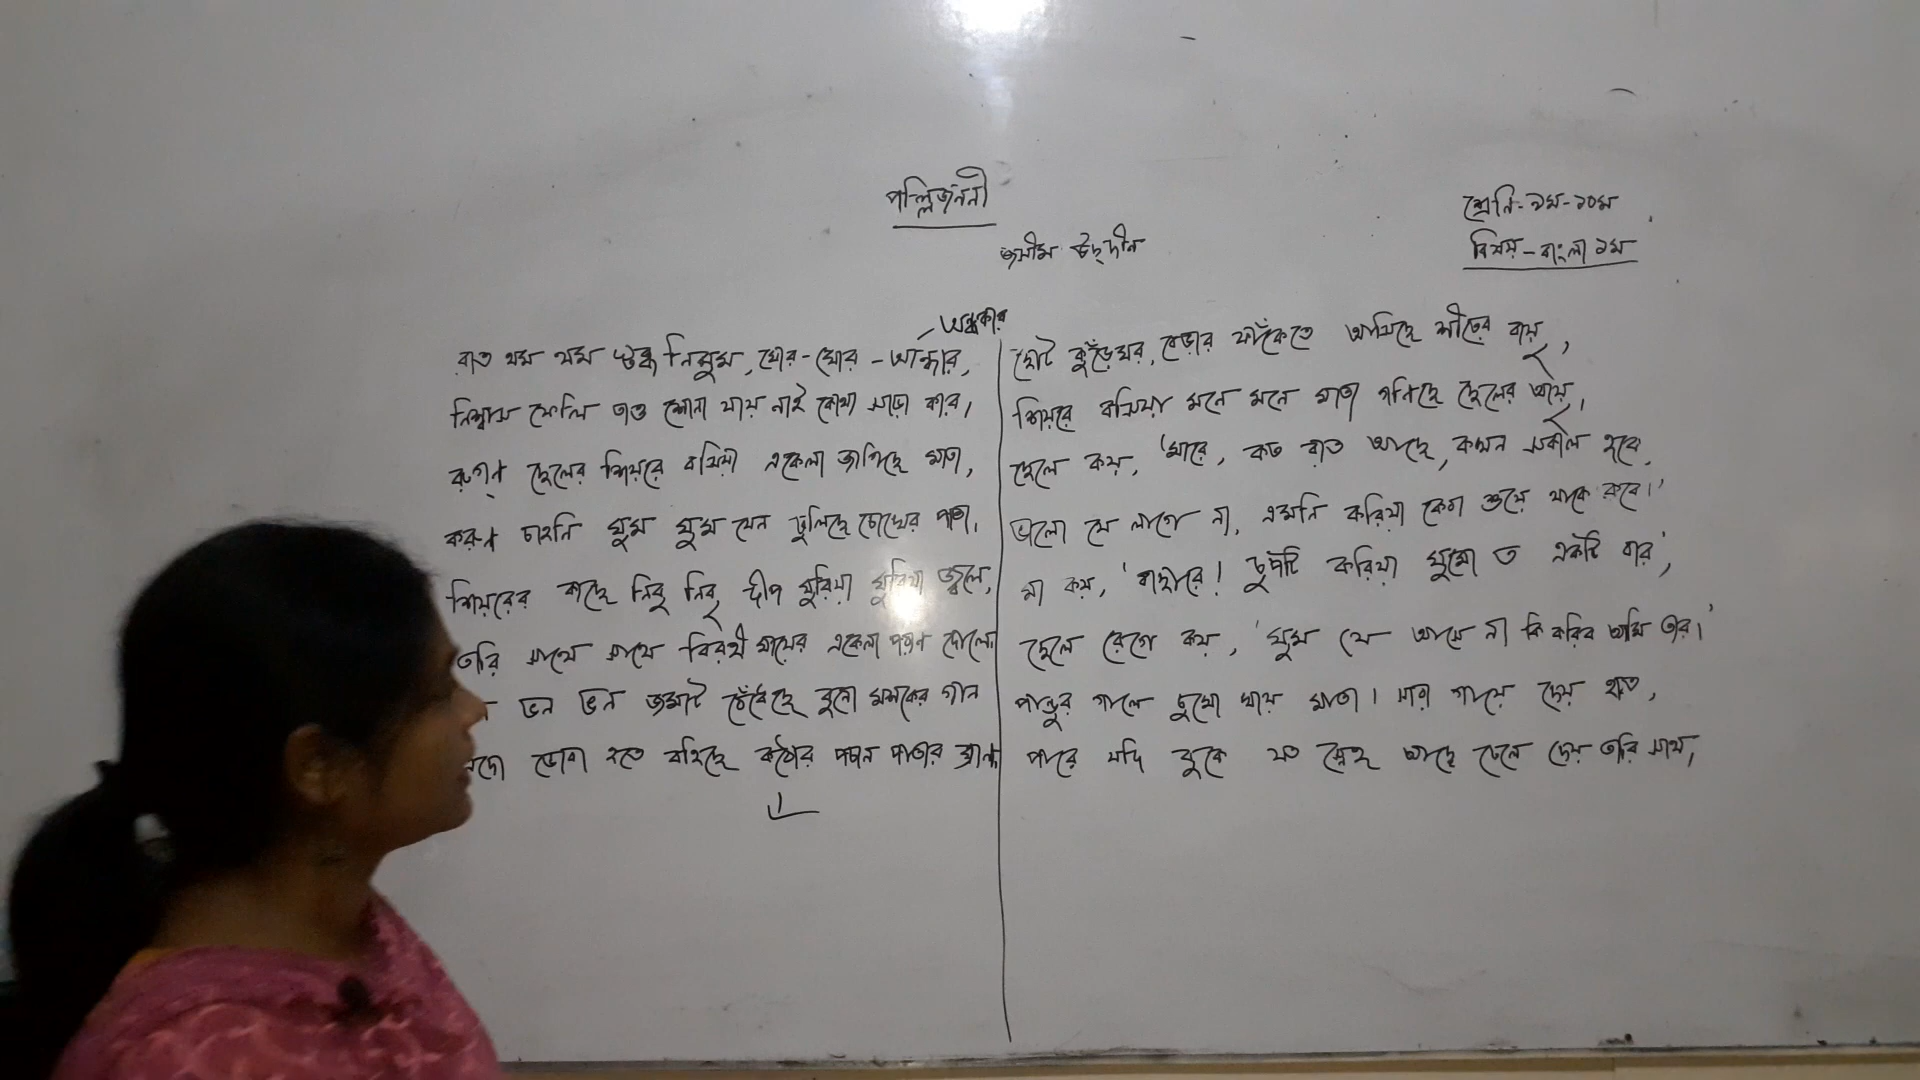 পল্লিজননী
জসীম উদ্‌দীন
শ্রেণি-৯ম-১০ম
বিষয়-বাংলা ১ম
অন্ধকার
রাত থম থম স্তব্ধ নিঝুম, ঘোর-ঘোর-আন্ধার,
নিশ্বাস ফেলি তাও শোনা যায় নাই কোথা সাড়া কার,
রুগ্‌ণ ছেলের শিয়রে বসিয়া একেলা জাগিছে মাতা,
করুণ চাহনি ঘুম ঘুম যেন ঢুলিছে চোখের পাতা,
শিয়রের কাছে নিবু নিবু দীপ ঘুরিয়া ঘুরিয়া জ্বলে,
তারি সাথে সাথে বিরহী মায়ের একেলা পরাণ দোলে।
ভন ভন জমাট বেঁধেছে বুনো মশকের গান
ডোবা হতে বহিছে কঠোর পচান পাতার ঘ্রাণ
ছোট কুঁড়েঘর, বেড়ার ফাঁকেতে আসিছে শীতের বায়ু,
শিয়রে বসিয়া মনে মনে মাতা গণিছে ছেলের আয়ু,
ছেলে কয়, 'মারে, কত রাত আছে, কখন সকাল হবে,
ভালো যে লাগে না, এমনি করিয়া কেবা শুয়ে থাকে কবে।'
মা কয়, 'বাছারে! চুপটি করিয়া ঘুমো ত একটি বার',
ছেলে রেগে কয়, 'ঘুম যে আসে না কি করিব আমি তার।'
পাণ্ডুর গালে চুমো খায় মাতা। সারা গায়ে দেয় হাত,
পারে যদি বুকে যত স্নেহ আছে ঢেলে দেয় তারি সাথ,